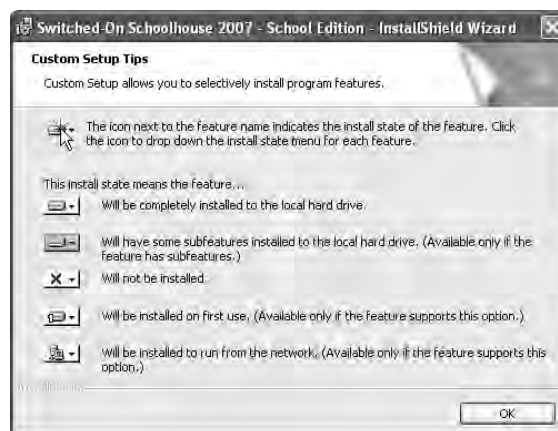 Switched-On Schoolhouse 2007 - School Edition - InstallShield Wizard
Custom Setup Tips
Custom Setup allows you to selectively install program features.
The icon next to the feature name indicates the install state of the feature. Click
the icon to drop down the install state menu for each feature.
This install state means the feature...
Will be completely installed to the local hard drive.
Will have some subfeatures installed to the local hard drive. (Available only if the
feature has subfeatures.)
Will not be installed.
Will be installed on first use. (Available only if the feature supports this option.)
Will be installed to run from the network. (Available only if the feature supports this
option.)
InstallShield
OK